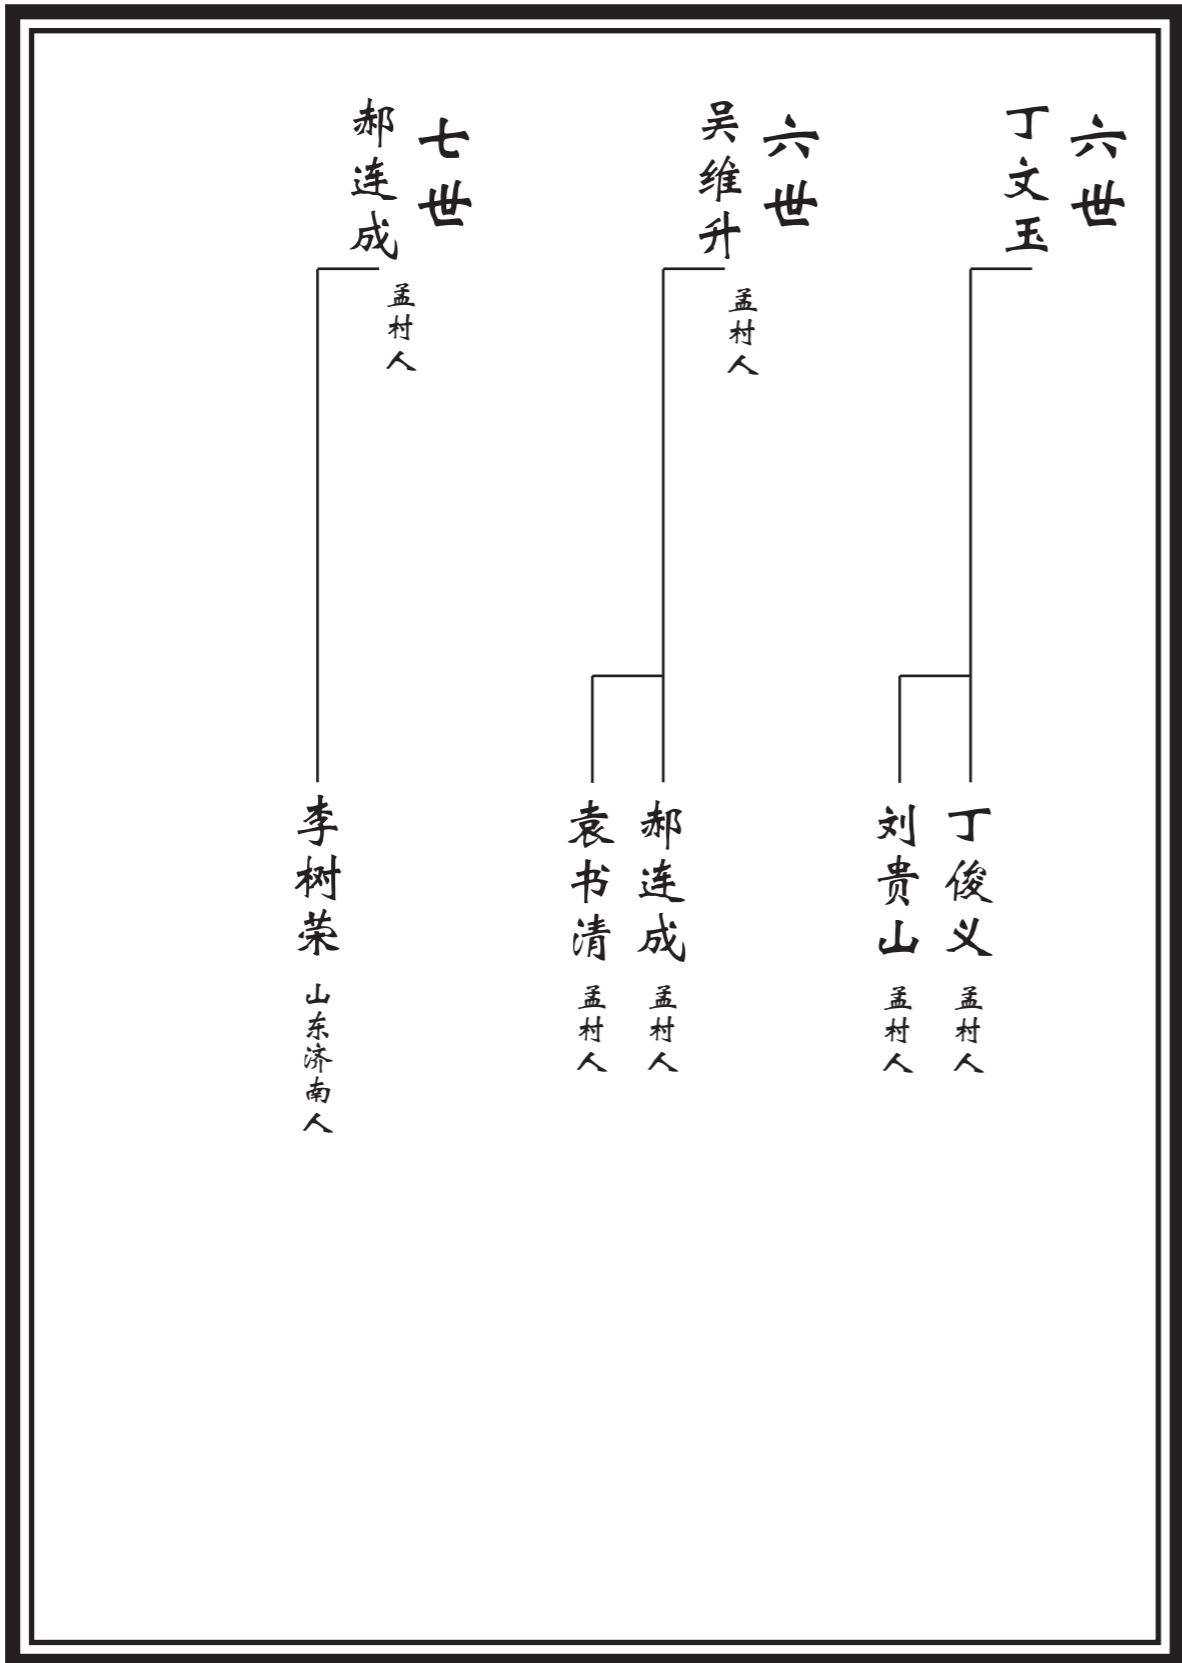 六世
丁文玉
丁俊义
孟村人
刘贵山
孟村人
六世
吴维升
孟村人
郝连成
孟村人
袁书清
孟村人
七世
郝连成
孟村人
李树荣
山东济南人